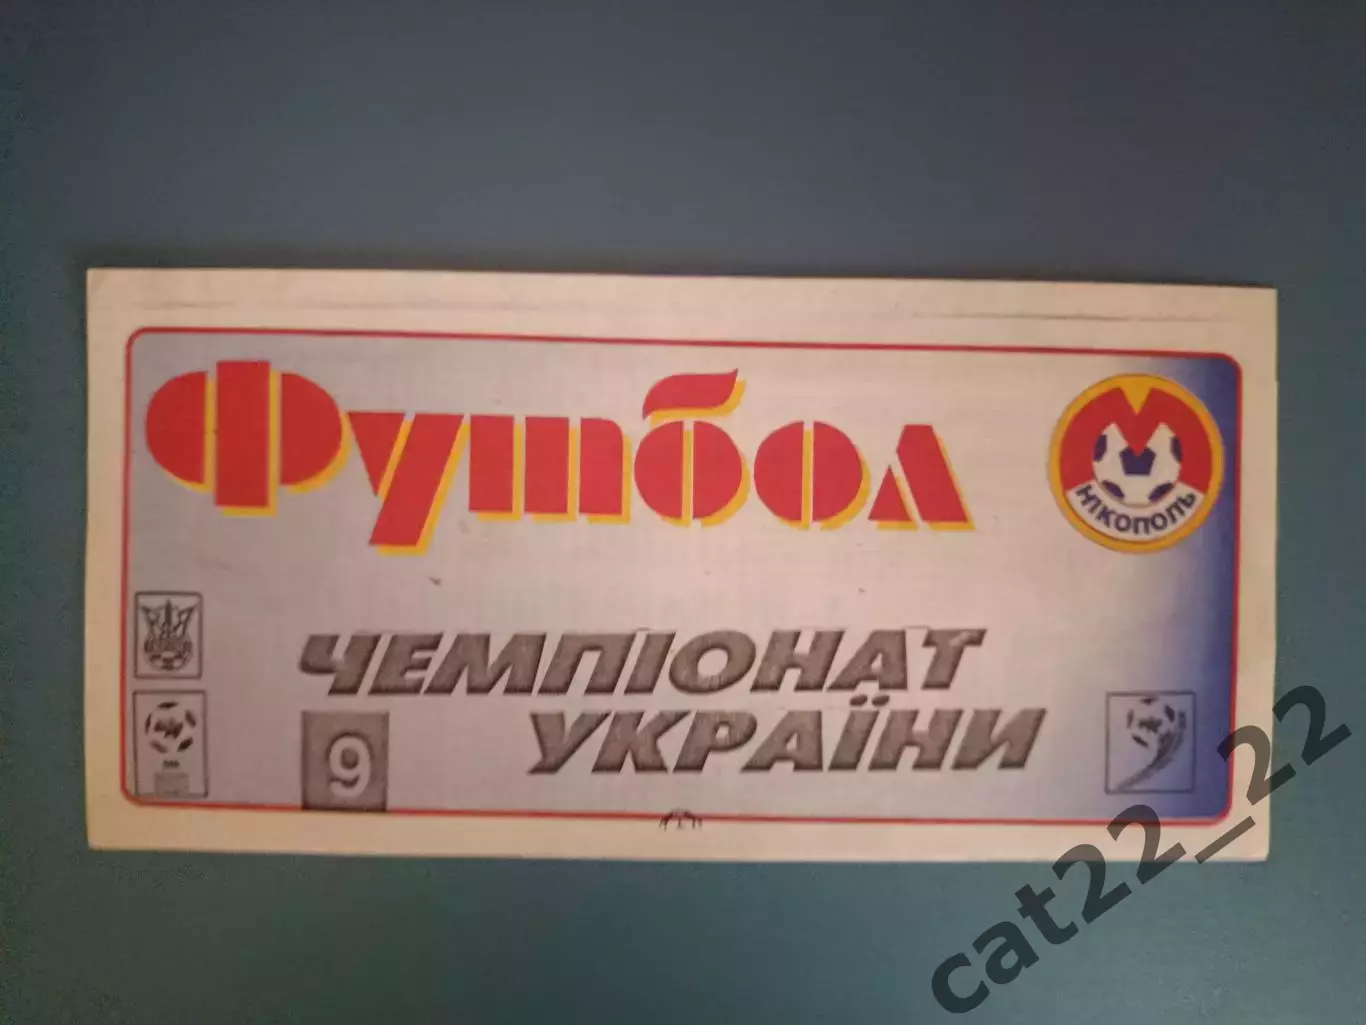 Футбол
М
НІКОПОЛЬ
ЧЕМПІОНАТ
УКРАЇНИ
9
cat22_22